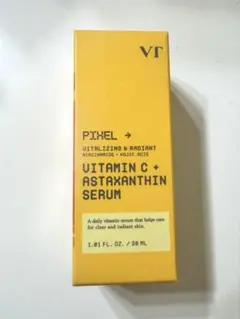 VT
PIXEL →
VITALIZING & RADIANT
NIACINAMIDE + KOJIC ACID
VITAMIN C +
ASTAXANTHIN
SERUM
A daily vitamin serum that helps care
for clear and radiant skin.
1.01 FL. OZ. / 30 ML